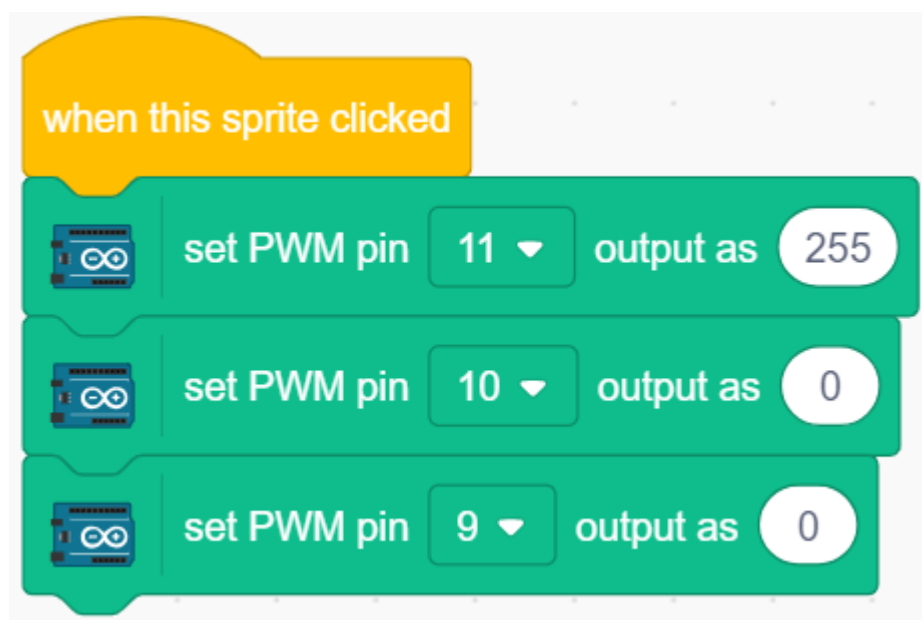 when this sprite clicked
set PWM pin 11 output as 255
set PWM pin 10 output as 0
set PWM pin 9 output as 0